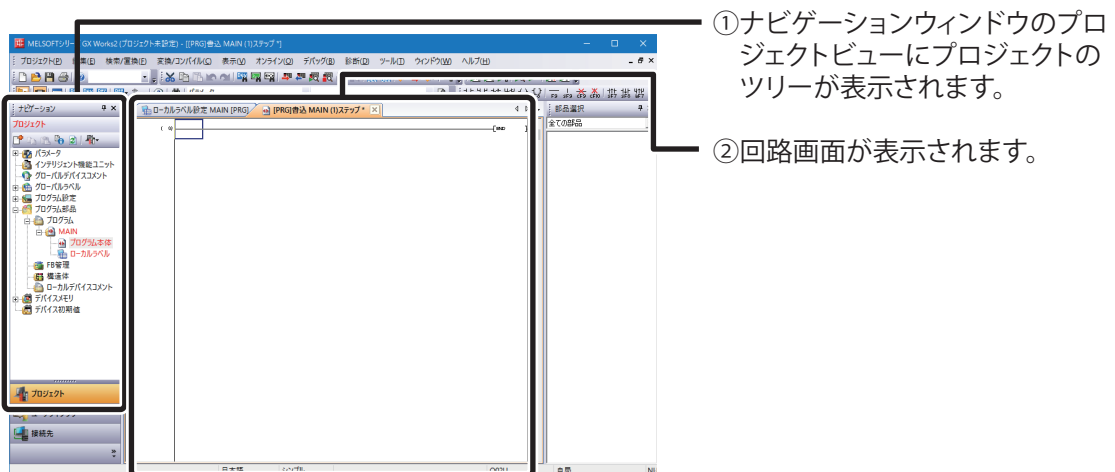 ①ナビゲーションウィンドウのプロ
ジェクトビューにプロジェクトの
ツリーが表示されます。
②回路画面が表示されます。
MELSOFTシリーズ GX Works2 (プロジェクト未設定) - [[PRG]書込 MAIN (1)ステップ *]
プロジェクト(P) 編集(E) 検索/置換(F) 変換/コンパイル(C) 表示(V) オンライン(O) デバッグ(B) 診断(D) ツール(T) ウィンドウ(W) ヘルプ(H)
ナビゲーション
プロジェクト
パラメータ
インテリジェント機能ユニット
グローバルデバイスコメント
グローバルラベル
プログラム設定
プログラム部品
プログラム
MAIN
プログラム本体
ローカルラベル
FB管理
構造体
ローカルデバイスコメント
デバイスメモリ
デバイス初期値
プロジェクト
接続先
ローカルラベル設定 MAIN [PRG]
[PRG]書込 MAIN (1)ステップ *
( 0)
[END ]
部品選択
全ての部品
日本語 シンプル Q02U 自局